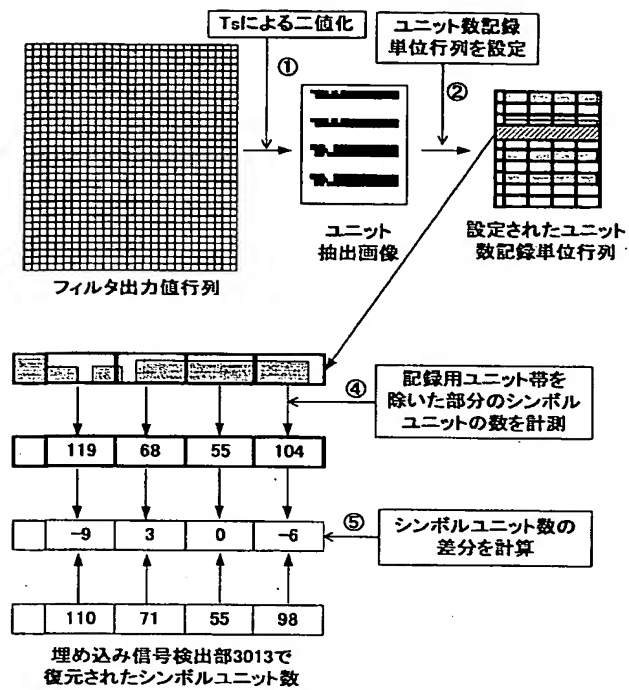 Tsによる二値化
ユニット数記録
単位行列を設定
①
②
フィルタ出力値行列
ユニット
抽出画像
設定されたユニット
数記録単位行列
④
記録用ユニット帯を
除いた部分のシンボル
ユニットの数を計測
119 68 55 104
−9 3 0 −6
⑤
シンボルユニット数の
差分を計算
110 71 55 98
埋め込み信号検出部3013で
復元されたシンボルユニット数